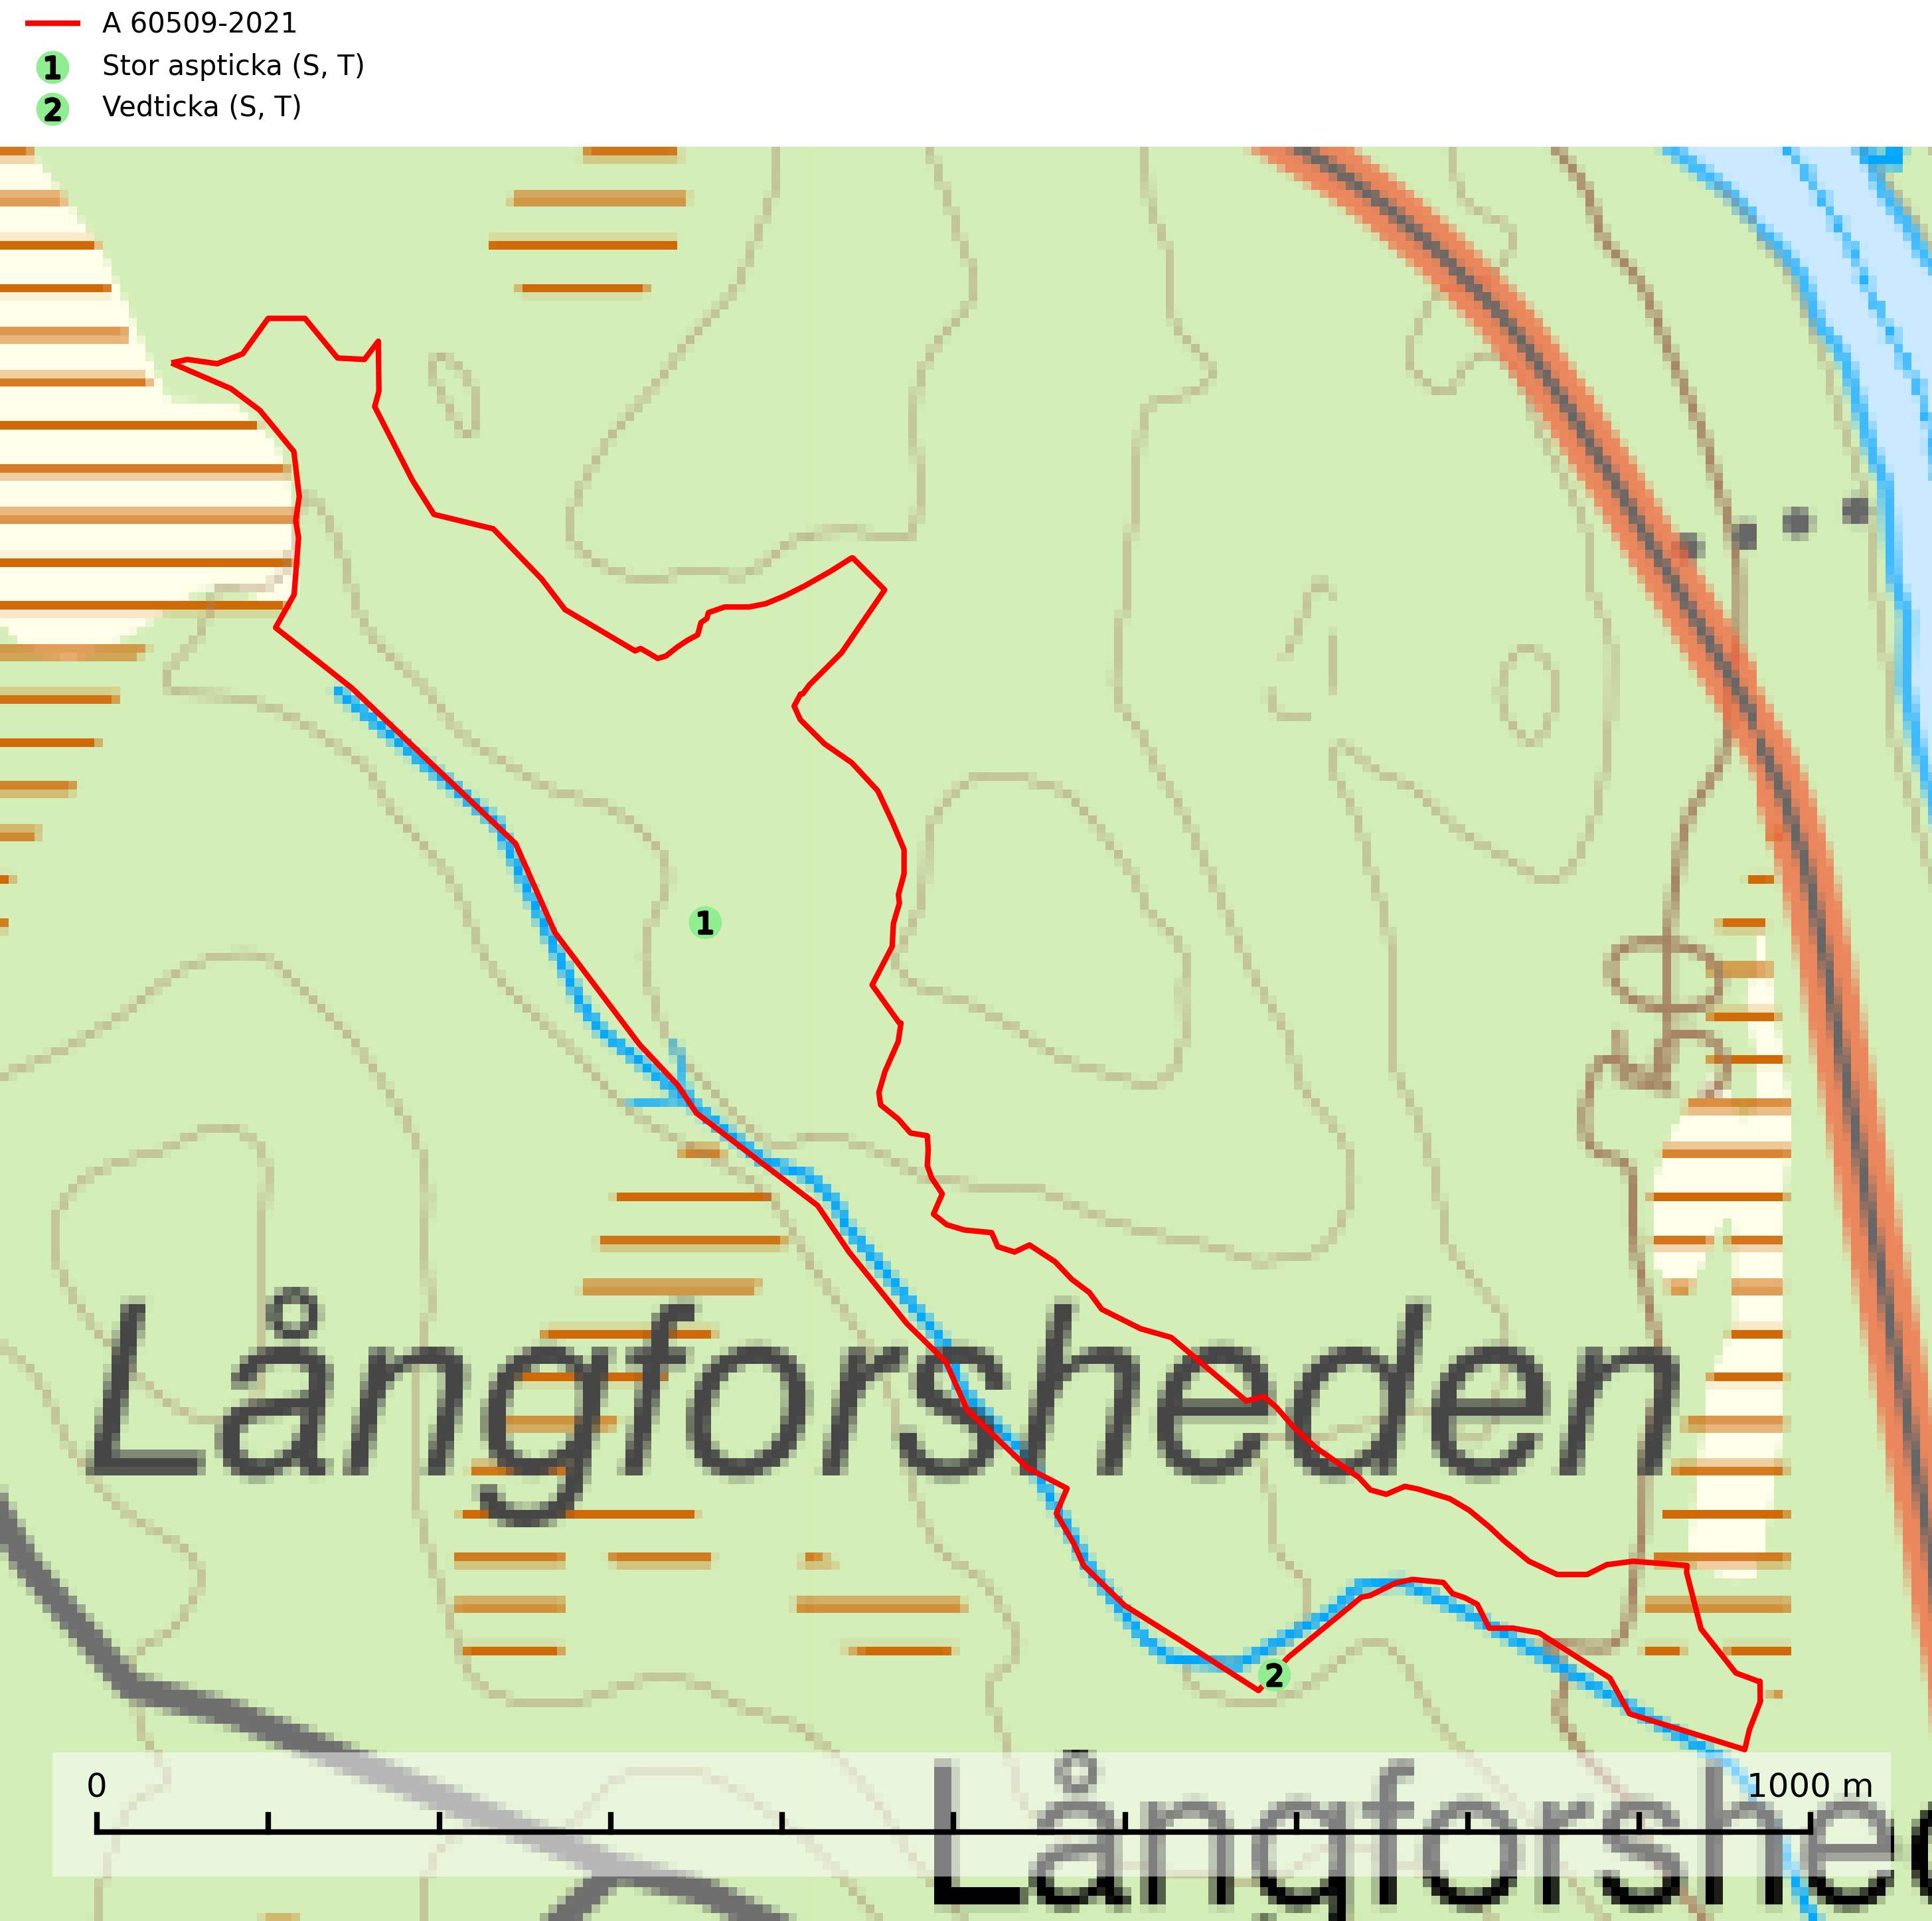 A 60509-2021
1 Stor aspticka (S, T)
2 Vedticka (S, T)
1
Långforsheden
2
0
1000 m